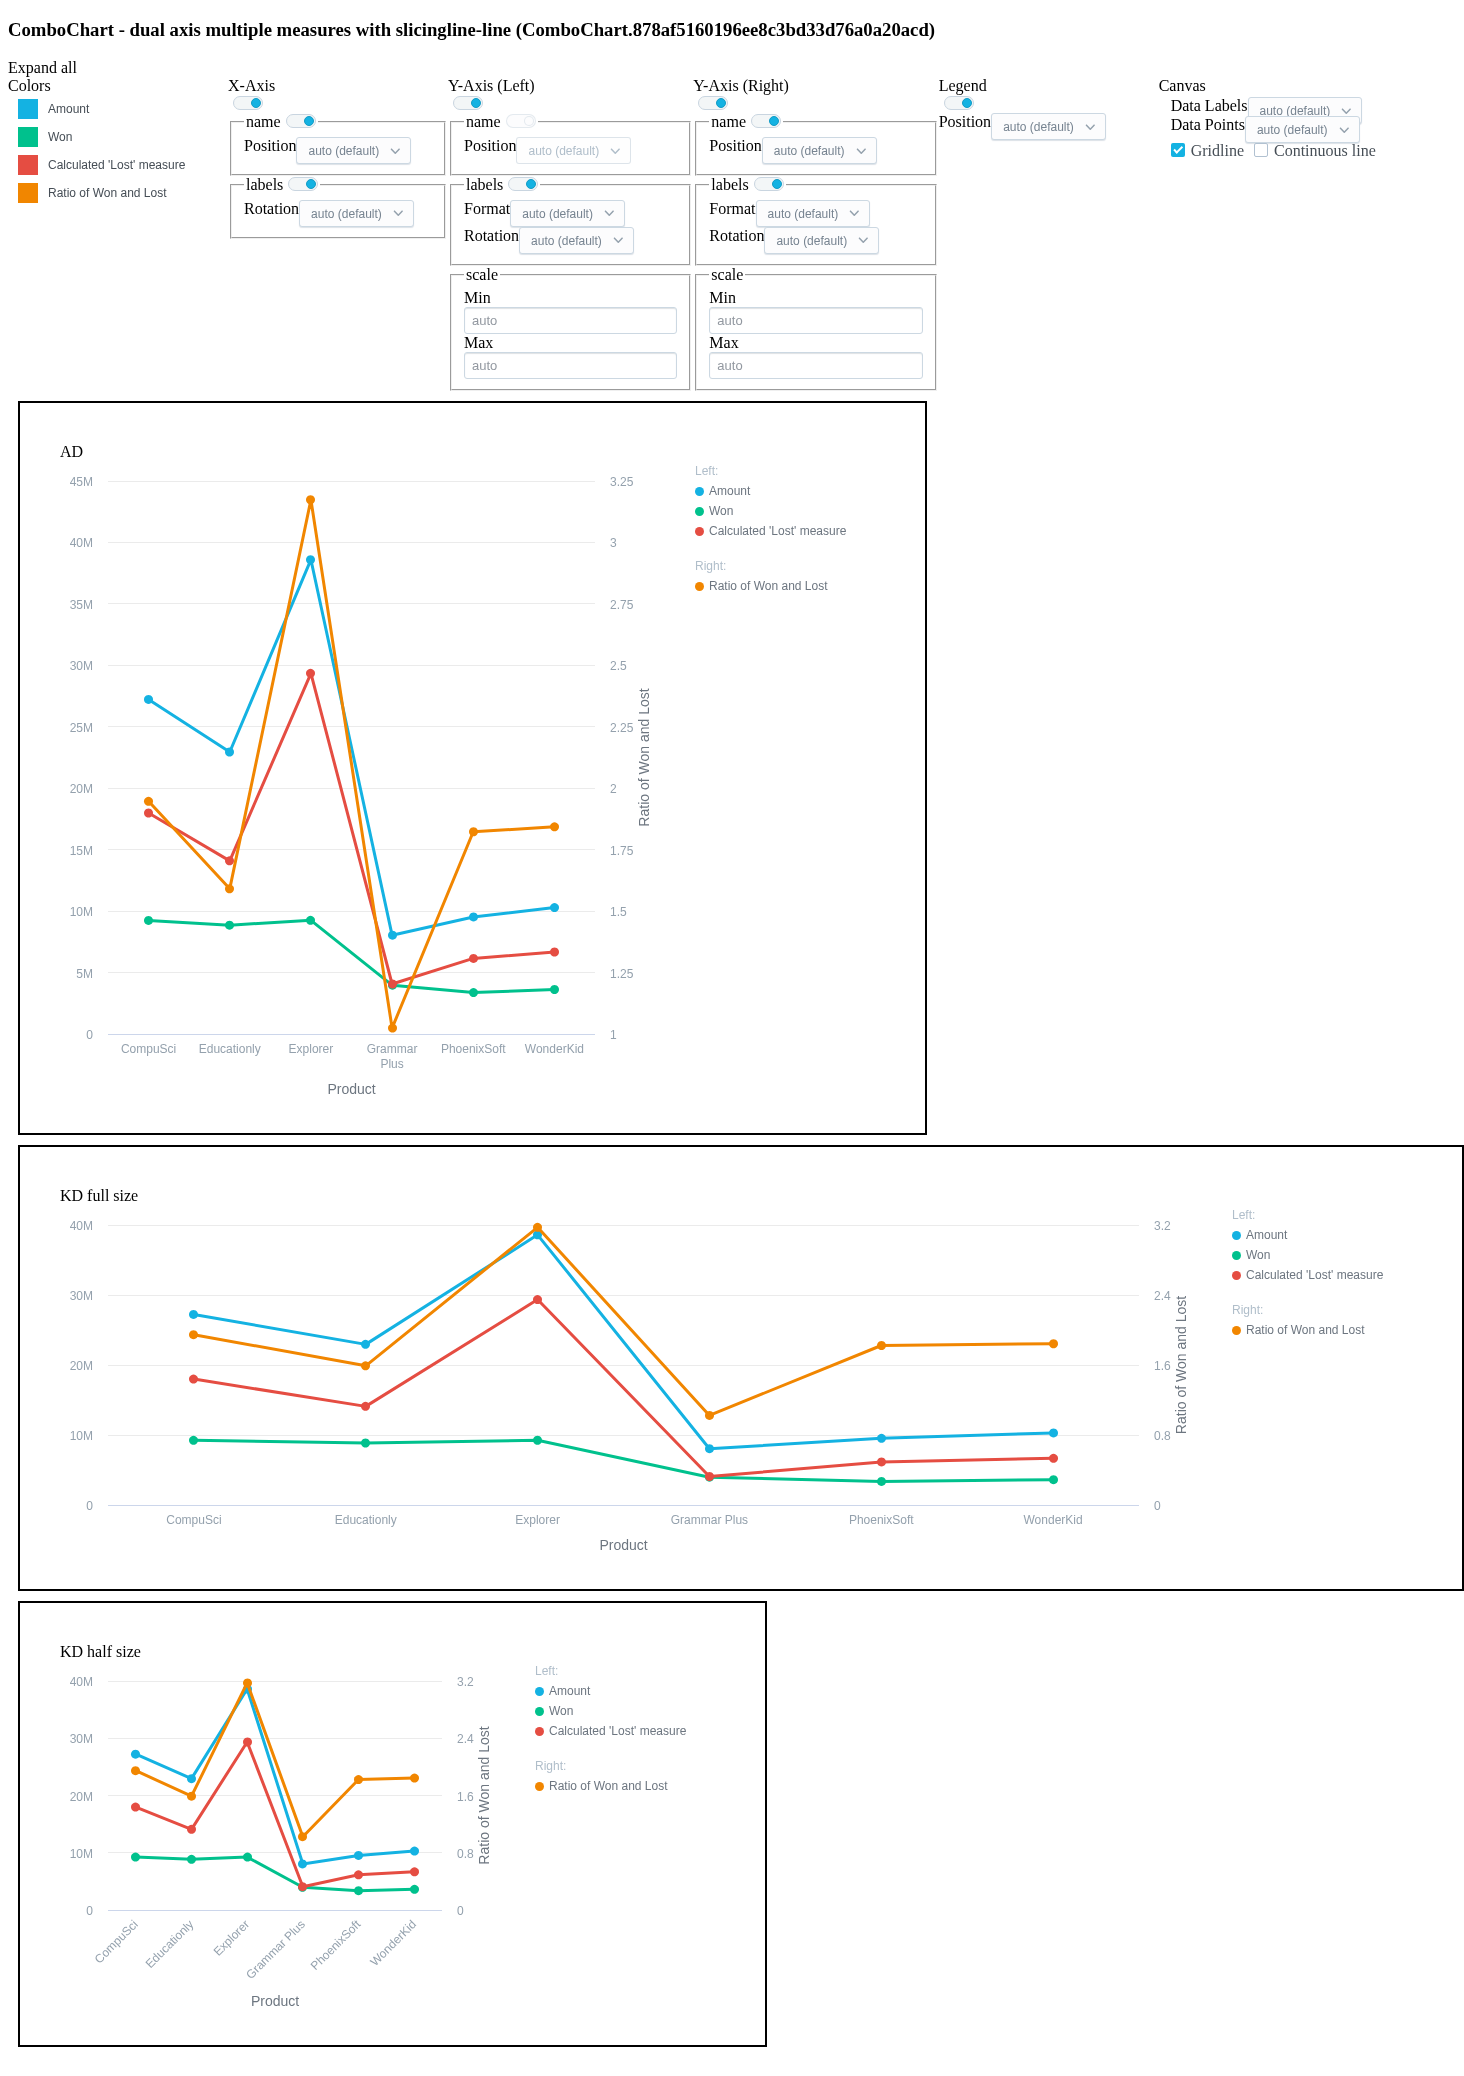 ComboChart - dual axis multiple measures with slicingline-line (ComboChart.878af5160196ee8c3bd33d76a0a20acd)
Expand all
Colors
Amount
Won
Calculated 'Lost' measure
Ratio of Won and Lost
X-Axis
name
Position auto (default)
labels
Rotation auto (default)
Y-Axis (Left)
name
Position auto (default)
labels
Format auto (default)
Rotation auto (default)
scale
Min
auto
Max
auto
Y-Axis (Right)
name
Position auto (default)
labels
Format auto (default)
Rotation auto (default)
scale
Min
auto
Max
auto
Legend
Position auto (default)
Canvas
Data Labels auto (default)
Data Points auto (default)
Gridline Continuous line
AD
45M
40M
35M
30M
25M
20M
15M
10M
5M
0
3.25
3
2.75
2.5
2.25
2
1.75
1.5
1.25
1
Ratio of Won and Lost
CompuSci Educationly Explorer Grammar PhoenixSoft WonderKid
Plus
Product
Left:
Amount
Won
Calculated 'Lost' measure
Right:
Ratio of Won and Lost
KD full size
40M
30M
20M
10M
0
3.2
2.4
1.6
0.8
0
Ratio of Won and Lost
CompuSci Educationly Explorer Grammar Plus PhoenixSoft WonderKid
Product
Left:
Amount
Won
Calculated 'Lost' measure
Right:
Ratio of Won and Lost
KD half size
40M
30M
20M
10M
0
3.2
2.4
1.6
0.8
0
Ratio of Won and Lost
CompuSci Educationly Explorer Grammar Plus PhoenixSoft WonderKid
Product
Left:
Amount
Won
Calculated 'Lost' measure
Right:
Ratio of Won and Lost